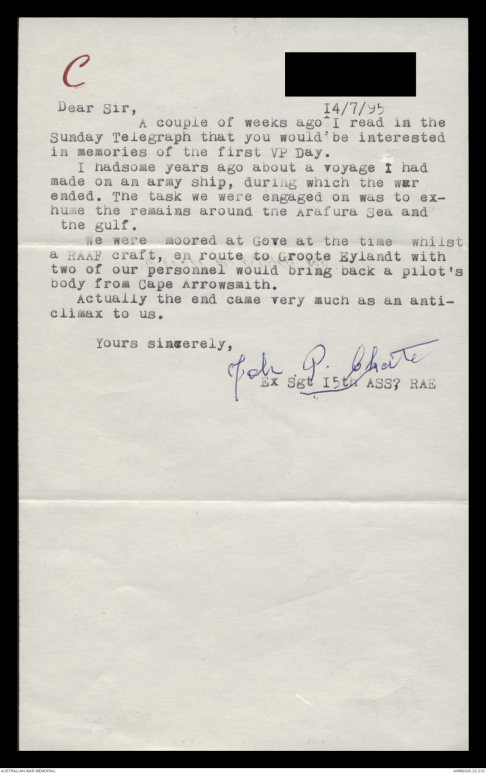 C
Dear Sir, I4/7/95
A couple of weeks ago I read in the
Sunday Telegraph that you would be interested
in memories of the first VP Day.
I hadsome years ago about a voyage I had
made on an army ship, during which the war
ended. The task we were engaged on was to ex-
hume the remains around the Arafura Sea and
the gulf.
We were moored at Gove at the time whilst
a RAAF craft, en route to Groote Eylandt with
two of our personnel would bring back a pilot's
body from Cape Arrowsmith.
Actually the end came very much as an anti-
climax to us.
Yours sincerely,
John P. 
Ex Sgt I5th ASS? RAE
AUSTRALIAN WAR MEMORIAL